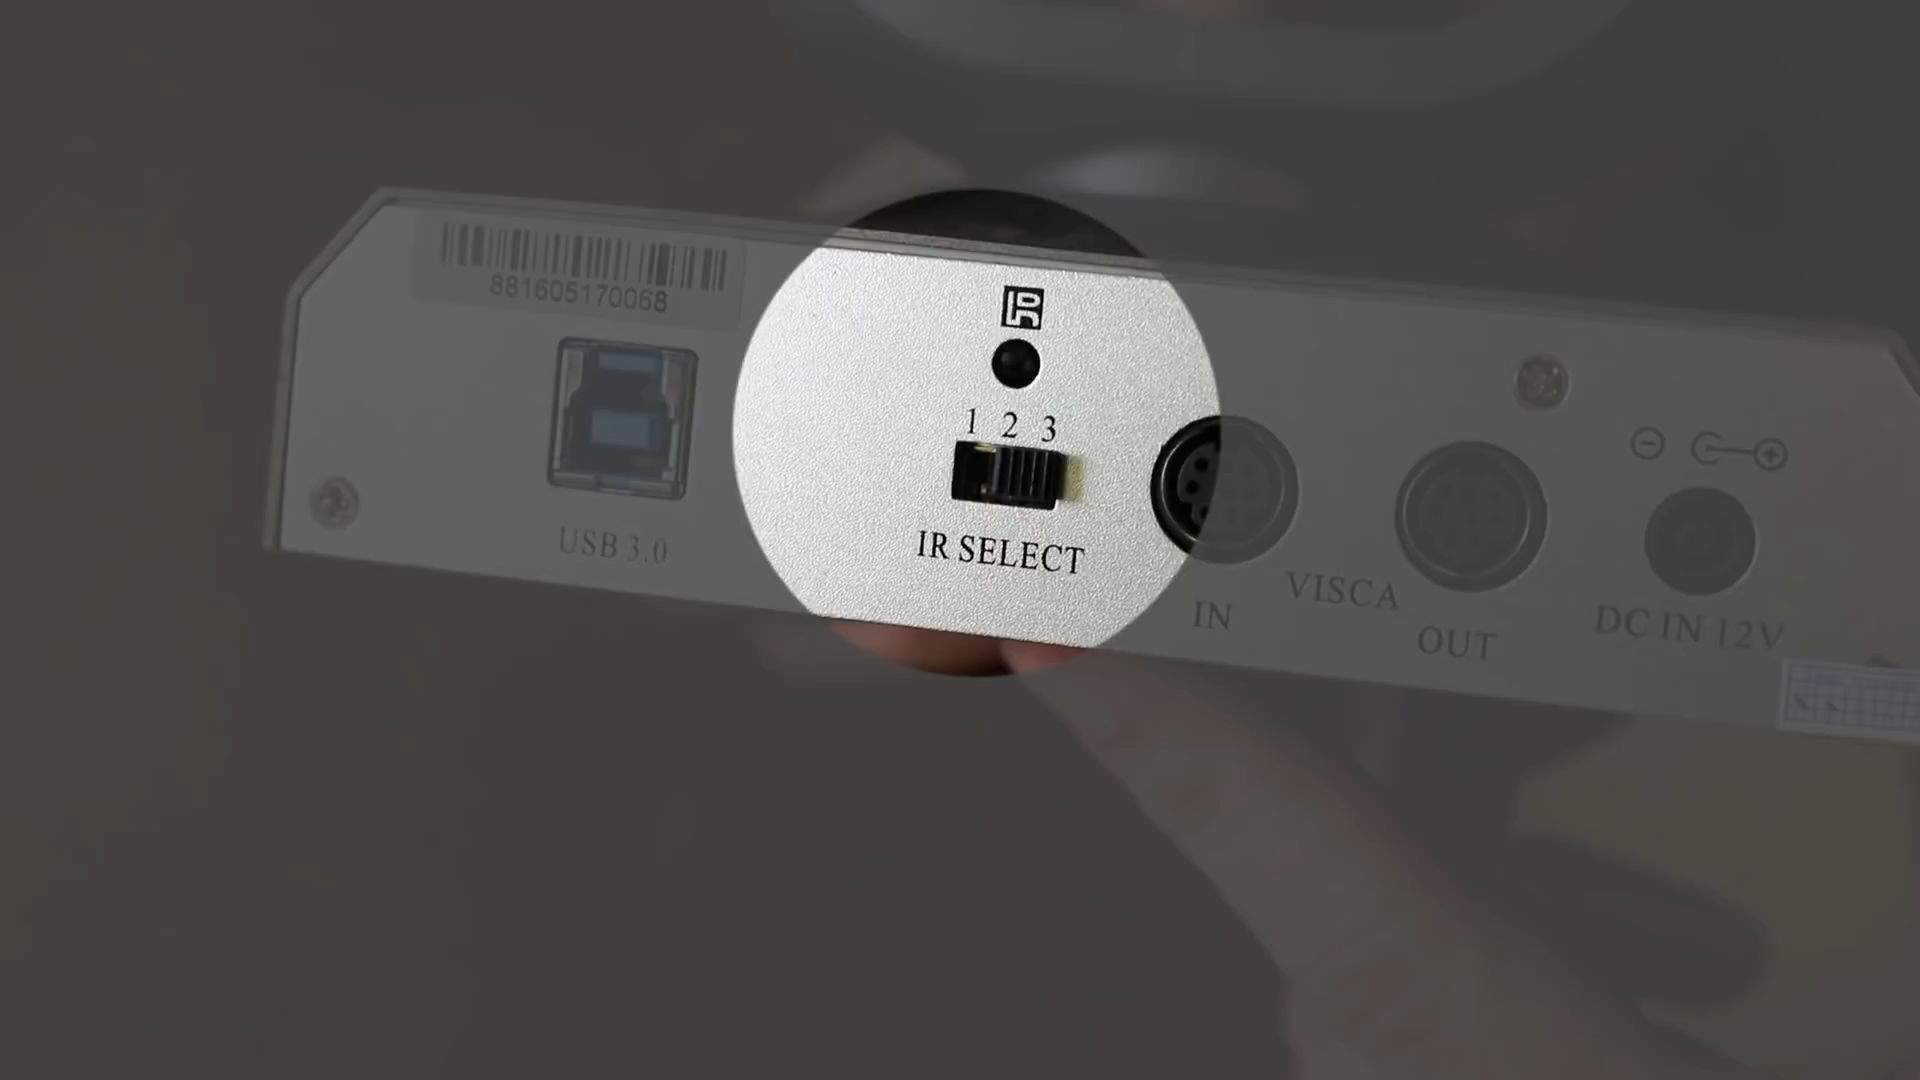 881605170068
1 2 3
IR SELECT
USB 3.0
IN
VISCA
OUT
DC IN 12V